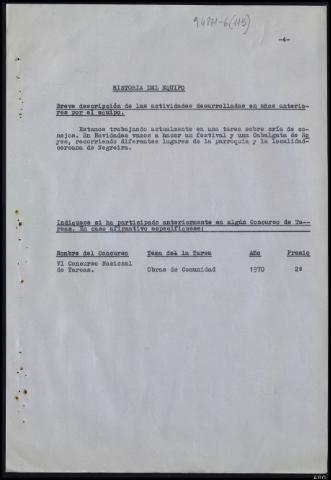 94271-6(115)
-4-
HISTORIA DEL EQUIPO
Breve descripción de las actividades desarrolladas en años anterio-
res por el equipo.
Estamos trabajando actualmente en una tarea sobre cría de co-
nejos. En Navidades vamos a hacer un festival y una Cabalgata de Re
yes, recorriendo diferentes lugares de la parroquia y la localidad-
cercana de Negreira.
Indíquese si ha participado anteriormente en algún Concurso de Ta-
reas. En caso afirmativo especifíquese:
Nombre del Concurso Tema del la Tarea Año Premio
VI Concurso Nacional
de Tareas. Obras de Comunidad 1970 2º